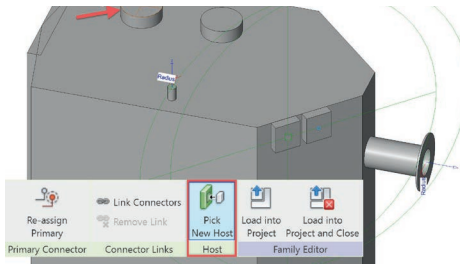 Radius
Radius
Re-assign
Primary
Primary Connector
Link Connectors
Remove Link
Connector Links
Pick
New Host
Host
Load into
Project
Load into
Project and Close
Family Editor